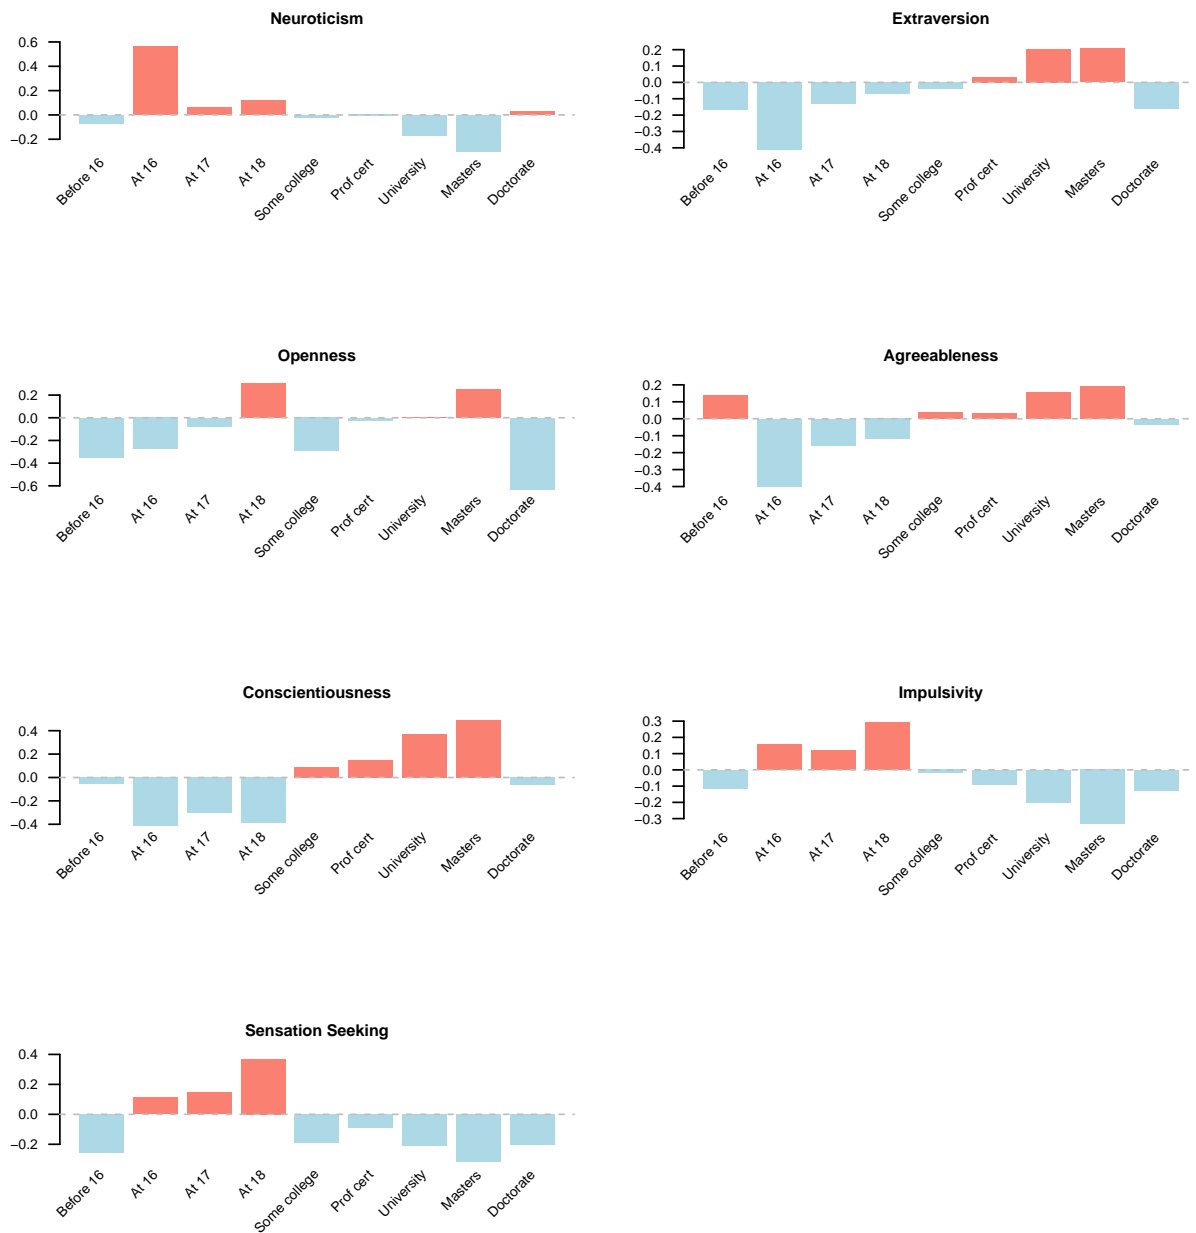 Neuroticism
0.6
0.4
0.2
0.0
−0.2
Before 16
At 16
At 17
At 18
Some college
Prof cert
University
Masters
Doctorate
Extraversion
0.2
0.1
0.0
−0.1
−0.2
−0.3
−0.4
Before 16
At 16
At 17
At 18
Some college
Prof cert
University
Masters
Doctorate
Openness
0.2
0.0
−0.2
−0.4
−0.6
Before 16
At 16
At 17
At 18
Some college
Prof cert
University
Masters
Doctorate
Agreeableness
0.2
0.1
0.0
−0.1
−0.2
−0.3
−0.4
Before 16
At 16
At 17
At 18
Some college
Prof cert
University
Masters
Doctorate
Conscientiousness
0.4
0.2
0.0
−0.2
−0.4
Before 16
At 16
At 17
At 18
Some college
Prof cert
University
Masters
Doctorate
Impulsivity
0.3
0.2
0.1
0.0
−0.1
−0.2
−0.3
Before 16
At 16
At 17
At 18
Some college
Prof cert
University
Masters
Doctorate
Sensation Seeking
0.4
0.2
0.0
−0.2
Before 16
At 16
At 17
At 18
Some college
Prof cert
University
Masters
Doctorate